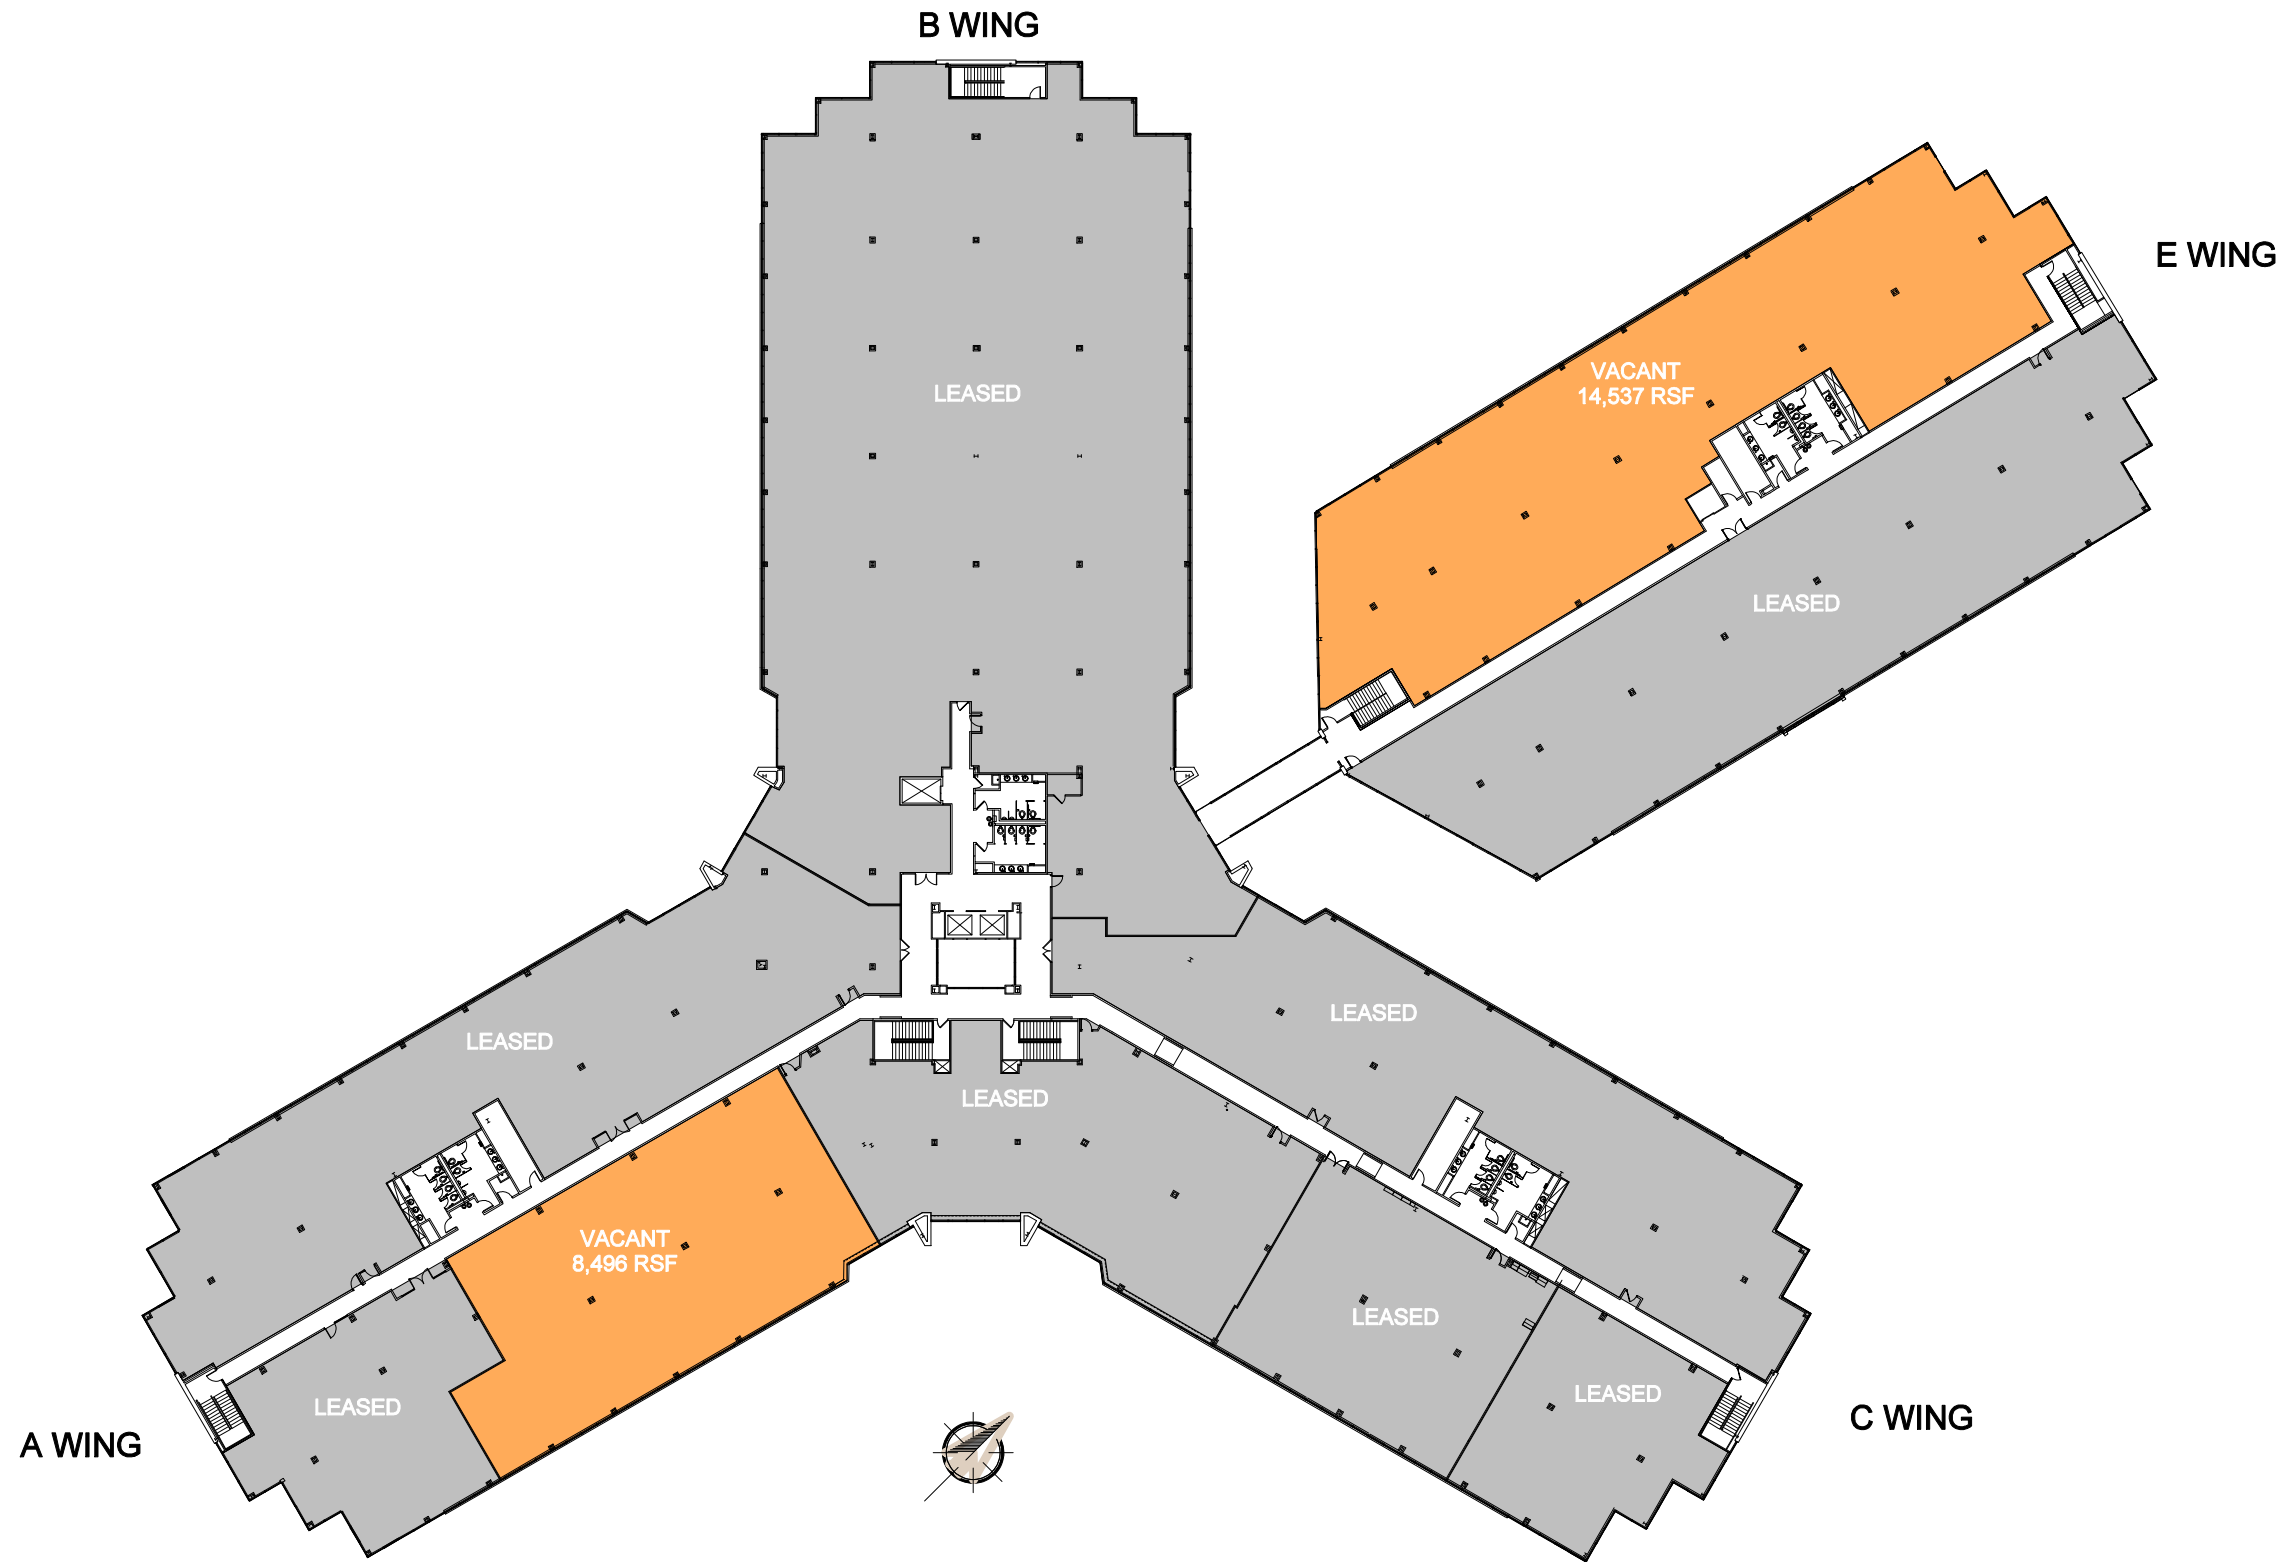 B WING
E WING
LEASED
VACANT
14,537 RSF
LEASED
LEASED
LEASED
LEASED
VACANT
8,496 RSF
LEASED
LEASED
LEASED
A WING
C WING